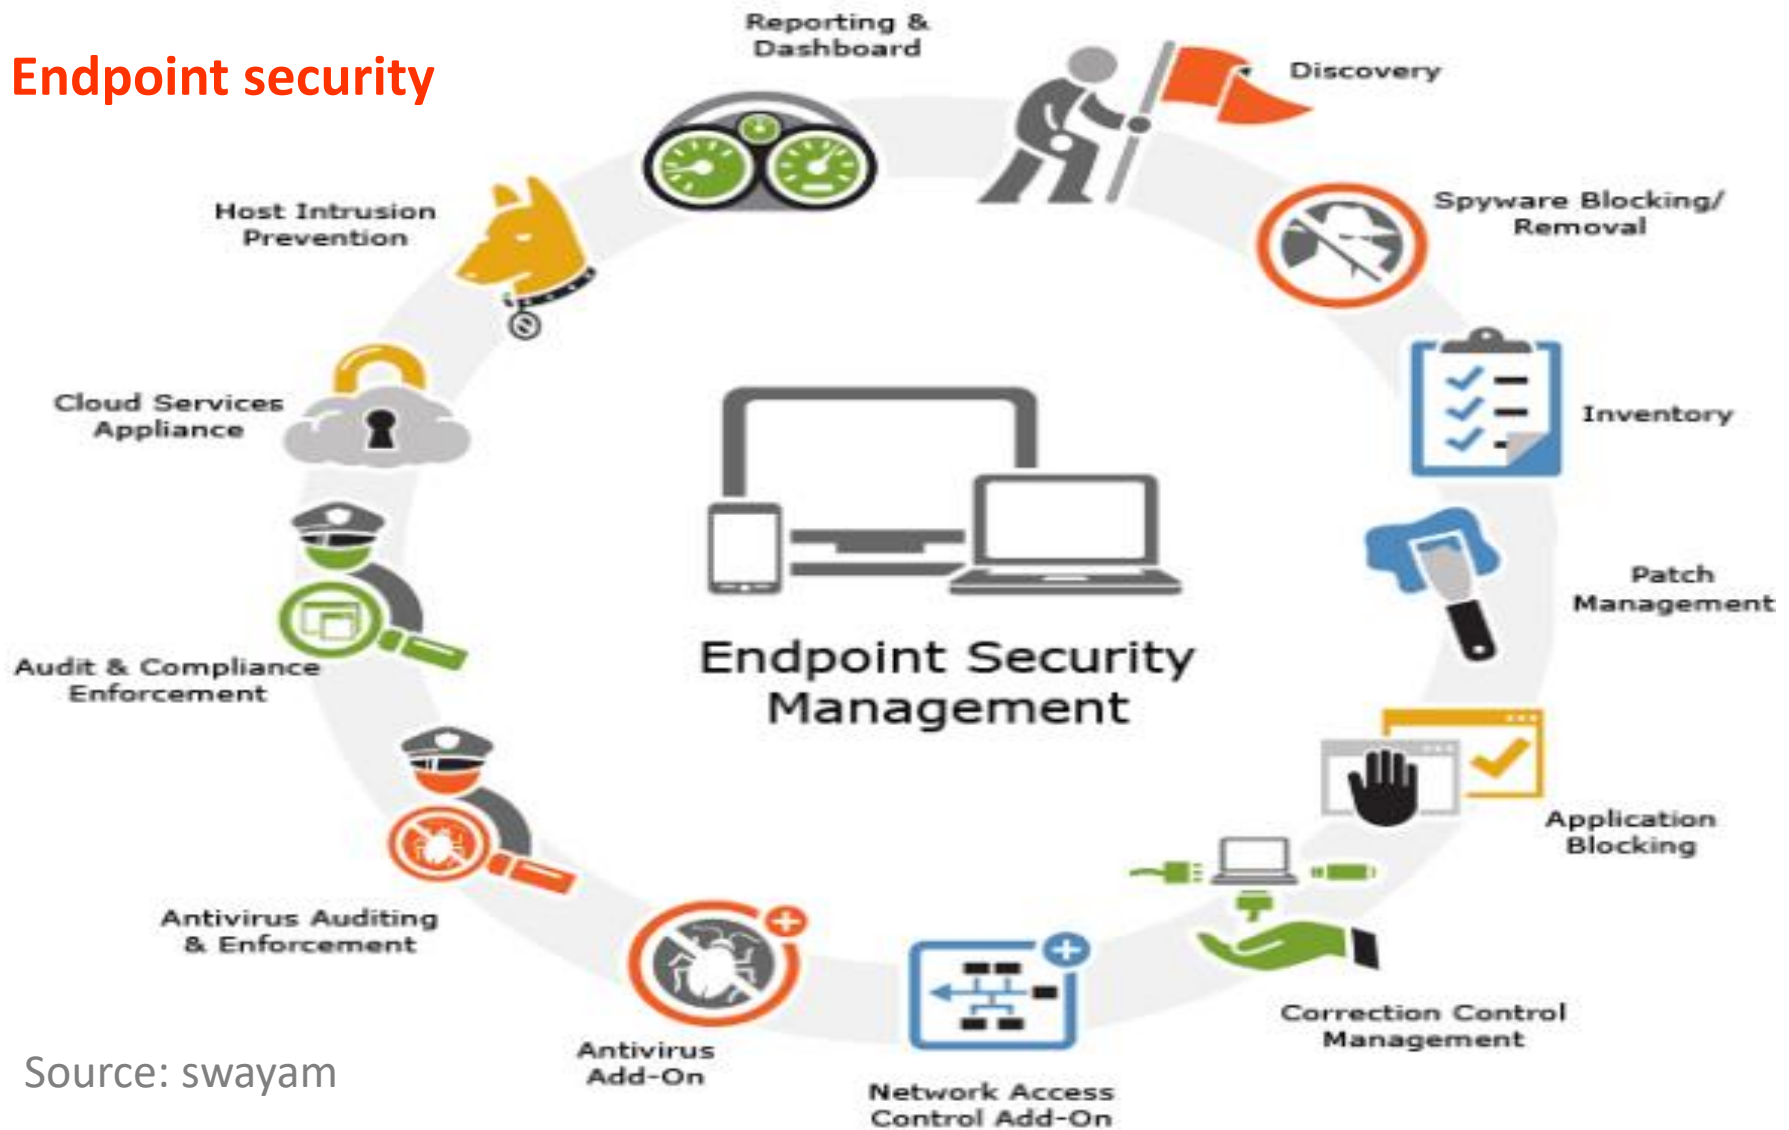 Endpoint security
Reporting &
Dashboard
Discovery
Spyware Blocking/
Removal
Inventory
Patch
Management
Application
Blocking
Correction Control
Management
Network Access
Control Add-On
Antivirus
Add-On
Antivirus Auditing
& Enforcement
Audit & Compliance
Enforcement
Cloud Services
Appliance
Host Intrusion
Prevention
Endpoint Security
Management
Source: swayam